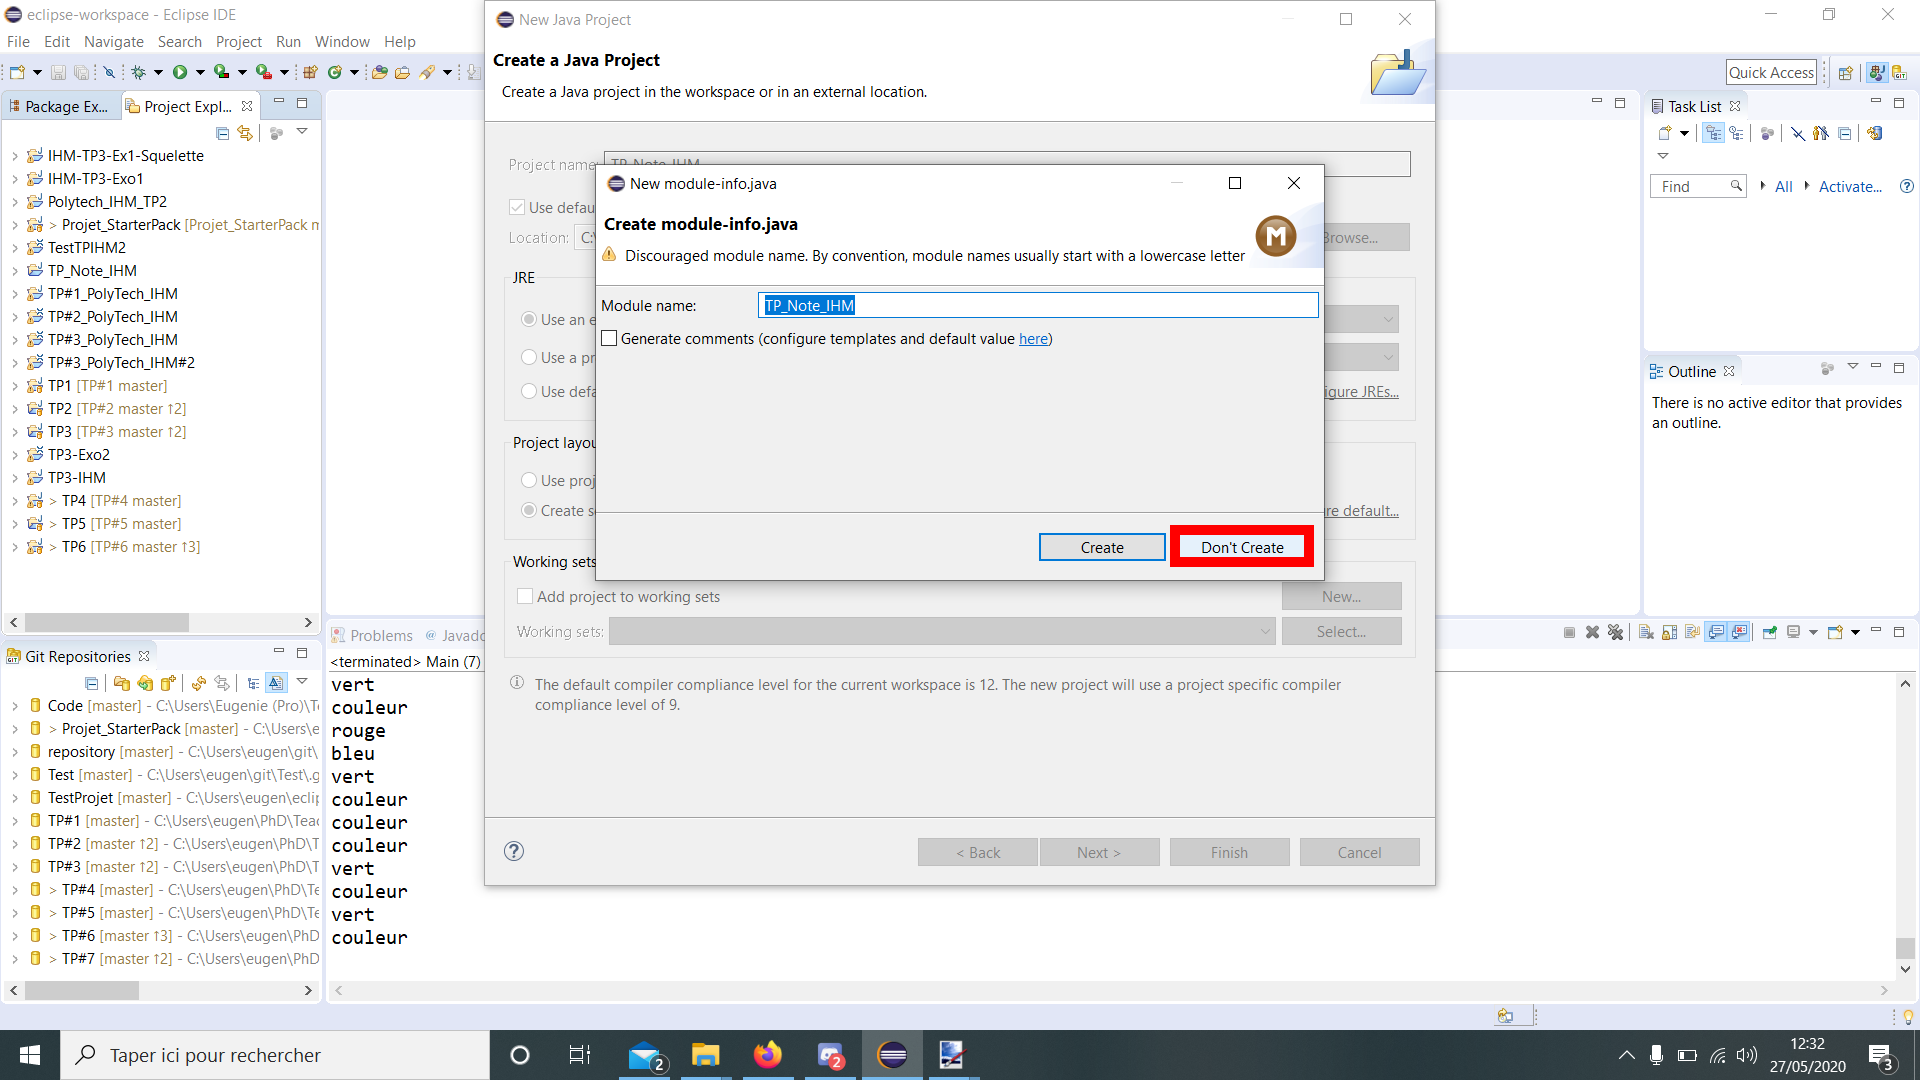 eclipse-workspace - Eclipse IDE
File Edit Navigate Search Project Run Window Help
Quick Access
Package Ex...
Project Expl...
IHM-TP3-Ex1-Squelette
IHM-TP3-Exo1
Polytech_IHM_TP2
> Projet_StarterPack [Projet_StarterPack m
TestTPIHM2
TP_Note_IHM
TP#1_PolyTech_IHM
TP#2_PolyTech_IHM
TP#3_PolyTech_IHM
TP#3_PolyTech_IHM#2
TP1 [TP#1 master]
TP2 [TP#2 master ↑2]
TP3 [TP#3 master ↑2]
TP3-Exo2
TP3-IHM
> TP4 [TP#4 master]
> TP5 [TP#5 master]
> TP6 [TP#6 master ↑3]
Git Repositories
Code [master] - C:\Users\Eugenie (Pro)\Te
> Projet_StarterPack [master] - C:\Users\e
repository [master] - C:\Users\eugen\git\
Test [master] - C:\Users\eugen\git\Test\.g
TestProjet [master] - C:\Users\eugen\eclip
TP#1 [master] - C:\Users\eugen\PhD\Teac
TP#2 [master ↑2] - C:\Users\eugen\PhD\T
TP#3 [master ↑2] - C:\Users\eugen\PhD\T
> TP#4 [master] - C:\Users\eugen\PhD\Te
> TP#5 [master] - C:\Users\eugen\PhD\Te
> TP#6 [master ↑3] - C:\Users\eugen\PhD
> TP#7 [master ↑2] - C:\Users\eugen\PhD
New Java Project
Create a Java Project
Create a Java project in the workspace or in an external location.
Project name: TP_Note_IHM
Use defau
Location: C:\
Browse...
JRE
Use an e
Use a pr
Use defa
igure JREs...
Project layou
Use proj
Create se
re default...
Working sets
Add project to working sets
New...
Working sets:
Select...
The default compiler compliance level for the current workspace is 12. The new project will use a project specific compiler
compliance level of 9.
< Back
Next >
Finish
Cancel
New module-info.java
Create module-info.java
Discouraged module name. By convention, module names usually start with a lowercase letter
M
Module name: TP_Note_IHM
Generate comments (configure templates and default value here)
Create
Don't Create
Problems
@ Javado
<terminated> Main (7)
vert
couleur
rouge
bleu
vert
couleur
couleur
couleur
vert
couleur
vert
couleur
Task List
Find
All
Activate...
Outline
There is no active editor that provides
an outline.
Taper ici pour rechercher
2
2
12:32
27/05/2020
3